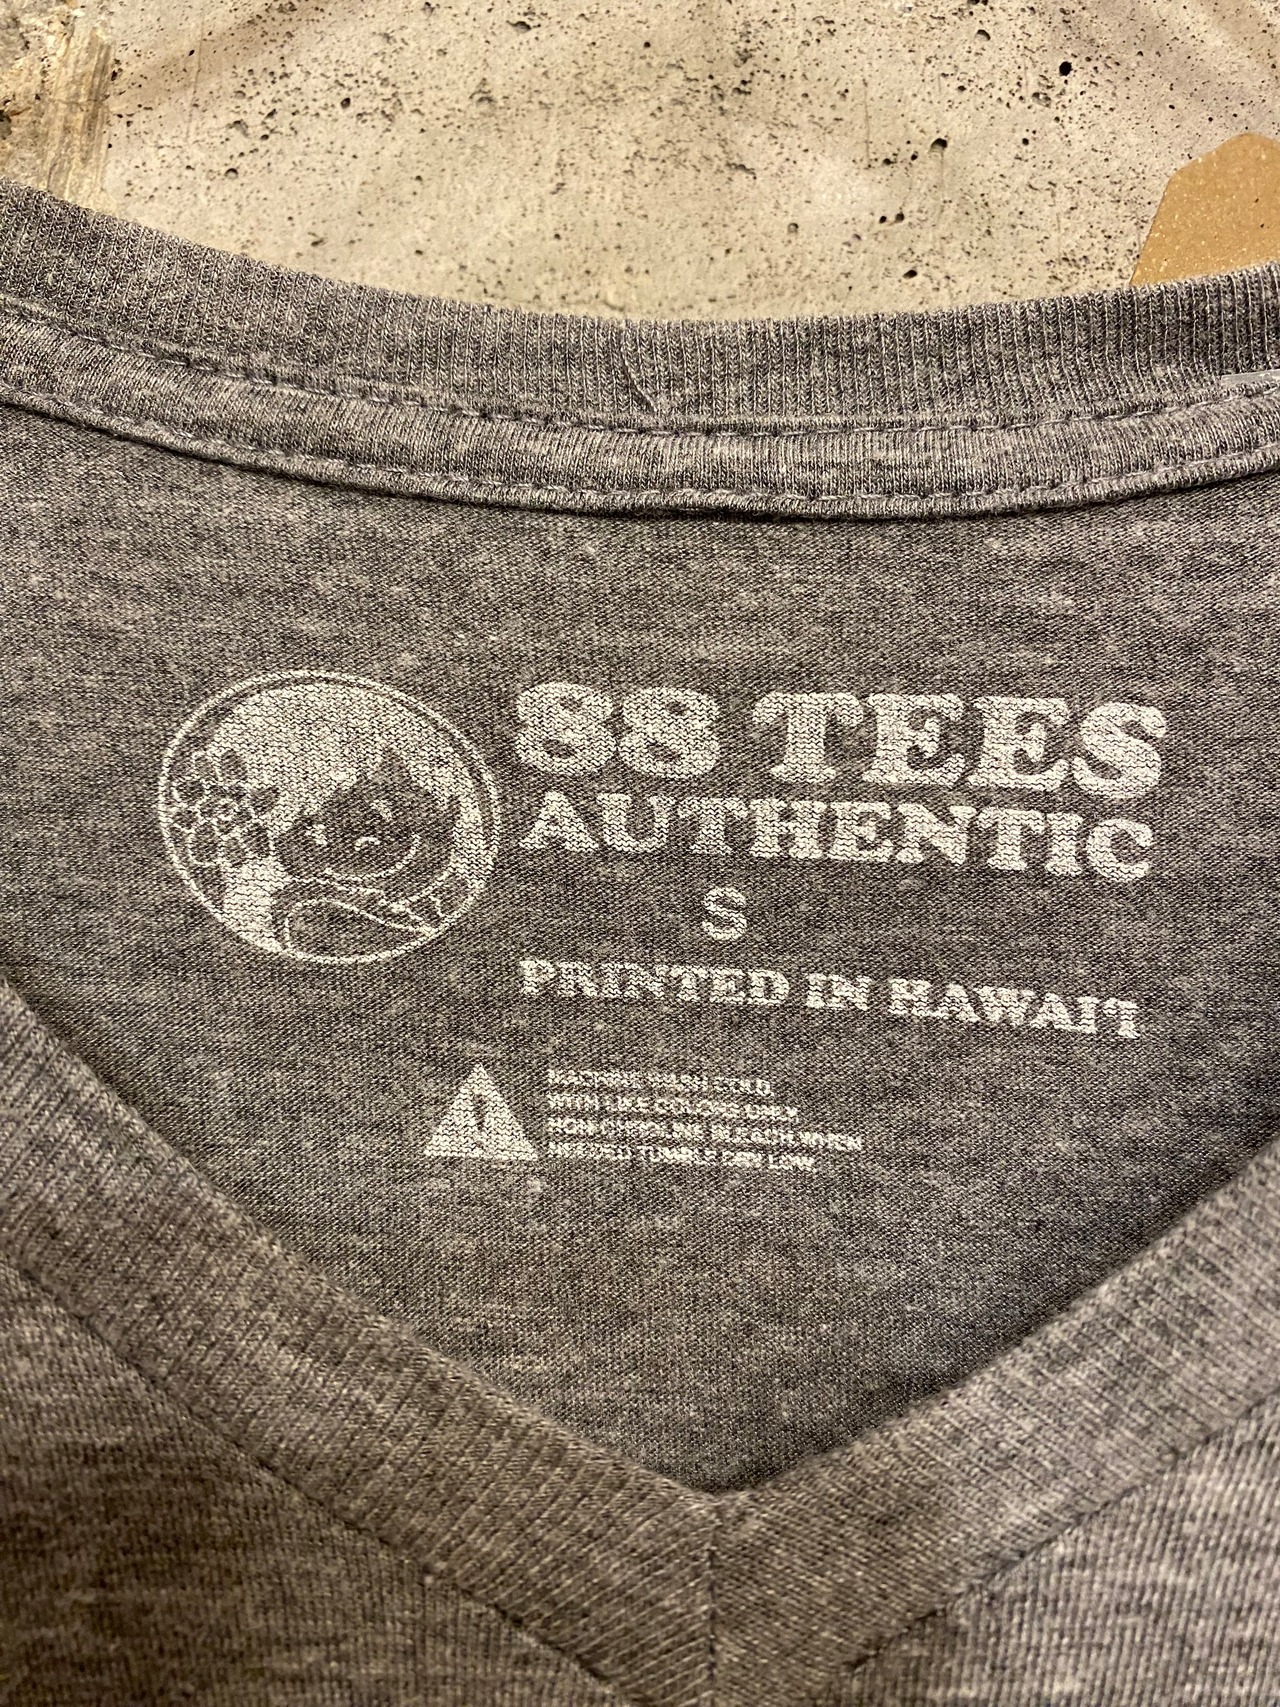 88 TEES
AUTHENTIC
S
PRINTED IN HAWAI'I
MACHINE WASH COLD,
WITH LIKE COLORS ONLY,
NON-CHLORINE BLEACH, WHEN
NEEDED TUMBLE DRY LOW